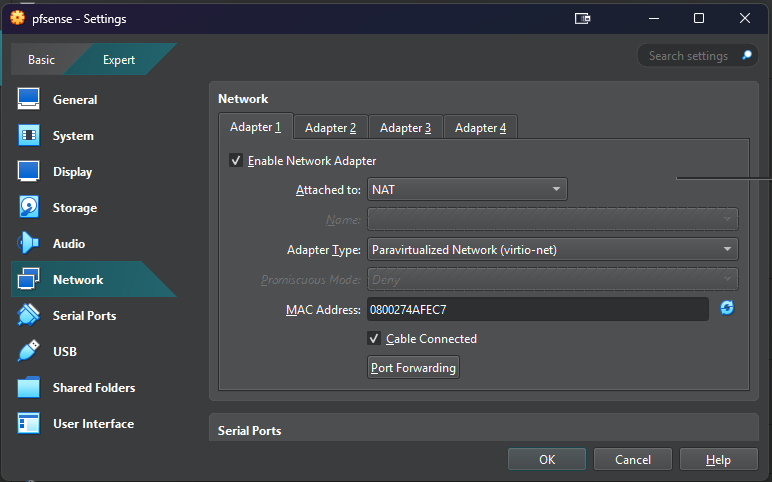 pfsense - Settings
Basic
Expert
Search settings
General
System
Display
Storage
Audio
Network
Serial Ports
USB
Shared Folders
User Interface
Network
Adapter 1
Adapter 2
Adapter 3
Adapter 4
Enable Network Adapter
Attached to: NAT
Name:
Adapter Type: Paravirtualized Network (virtio-net)
Promiscuous Mode: Deny
MAC Address: 0800274AFEC7
Cable Connected
Port Forwarding
Serial Ports
OK
Cancel
Help